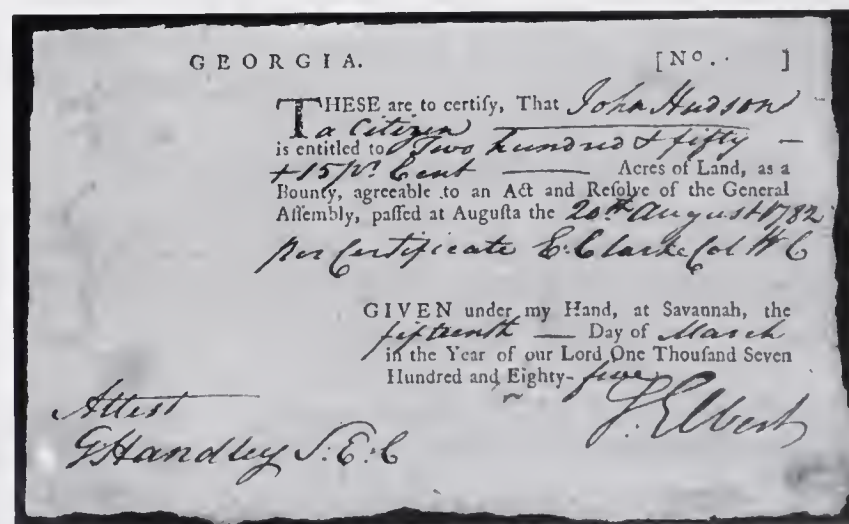 GEORGIA. [No. ]
THESE are to certify, That John Hudson
a Citizen
is entitled to Two hundred & fifty —
+ 15 pr. Cent — Acres of Land, as a
Bounty, agreeable to an Act and Reſolve of the General
Aſſembly, paſſed at Auguſta the 20th August 1782
per Certificate E. Clarke Col W C
GIVEN under my Hand, at Savannah, the
fifteenth — Day of March
in the Year of our Lord One Thouſand Seven
Hundred and Eighty-five
Attest
S. Elbert
G Handley S. E. C